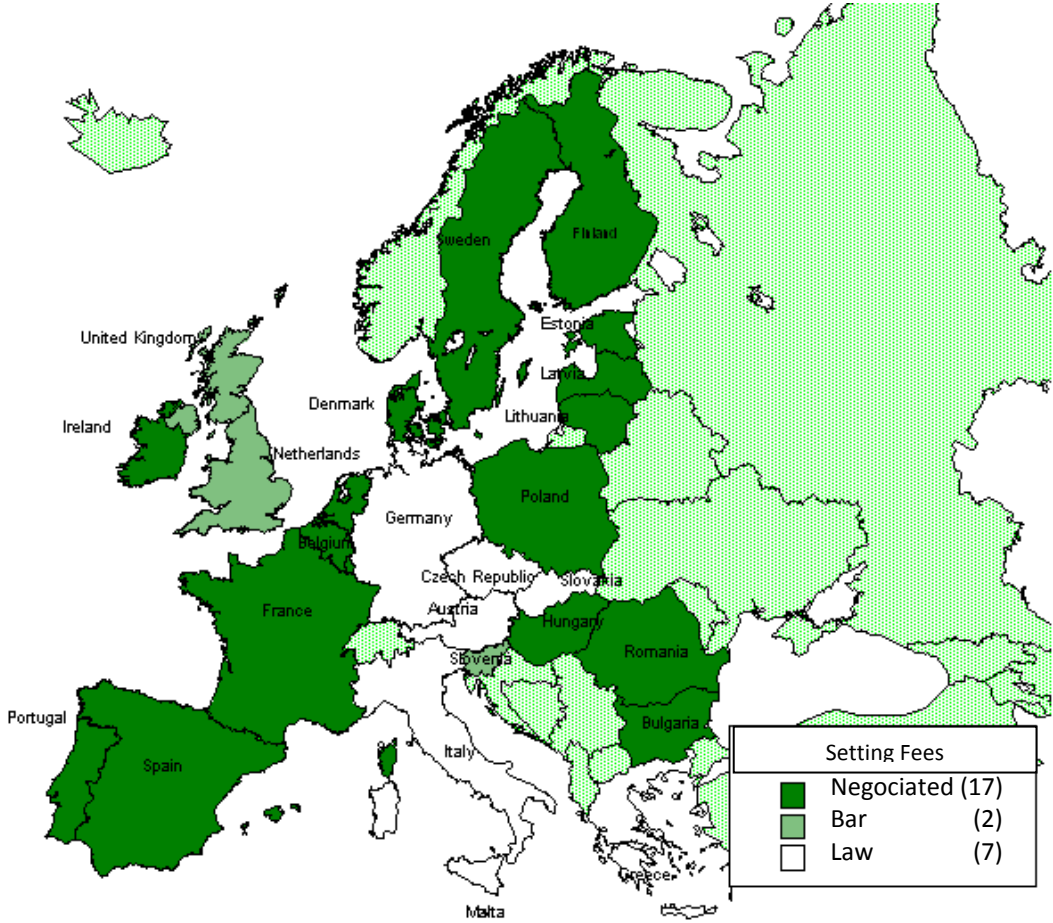 Sweden
Finland
United Kingdom
Estonia
Latvia
Denmark
Lithuania
Ireland
Netherlands
Poland
Germany
Belgium
Czech Republic
Slovakia
France
Austria
Hungary
Slovenia
Romania
Portugal
Bulgaria
Italy
Spain
Setting Fees
Negociated (17)
Bar (2)
Law (7)
Greece
Malta